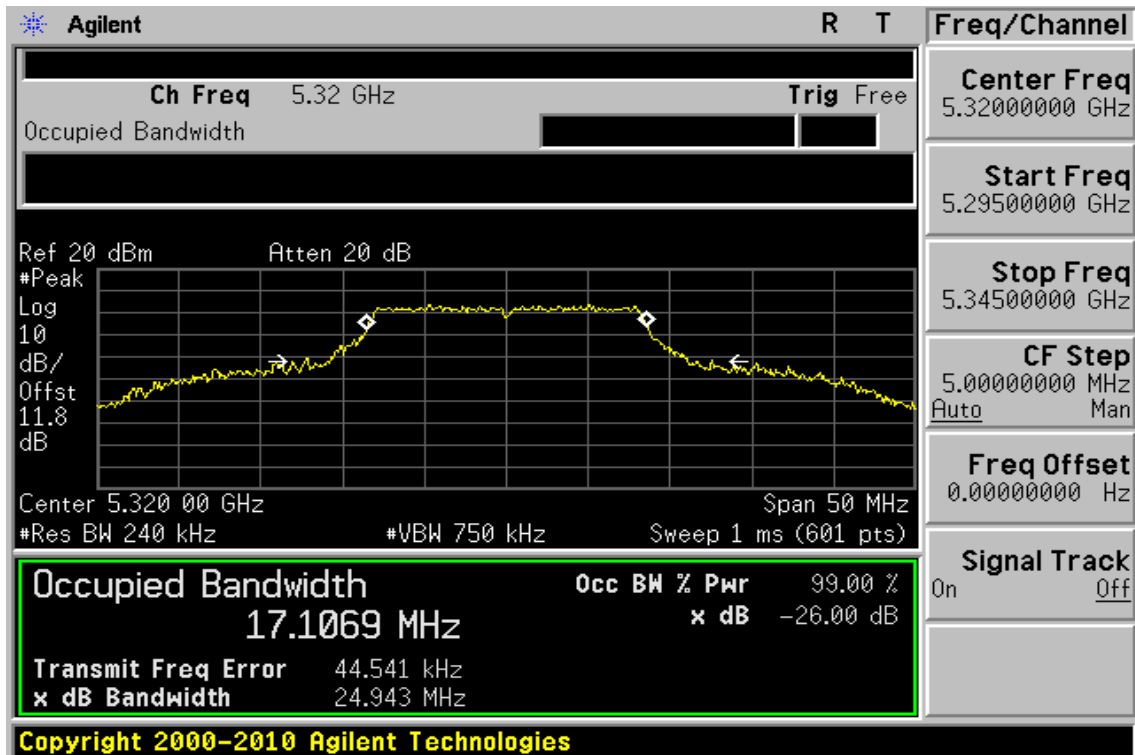 Agilent R T
Ch Freq 5.32 GHz Trig Free
Occupied Bandwidth
Ref 20 dBm Atten 20 dB
#Peak
Log
10
dB/
Offst
11.8
dB
Center 5.320 00 GHz Span 50 MHz
#Res BW 240 kHz #VBW 750 kHz Sweep 1 ms (601 pts)
Occupied Bandwidth
17.1069 MHz
Occ BW % Pwr 99.00 %
x dB -26.00 dB
Transmit Freq Error 44.541 kHz
x dB Bandwidth 24.943 MHz
Copyright 2000-2010 Agilent Technologies
Freq/Channel
Center Freq
5.32000000 GHz
Start Freq
5.29500000 GHz
Stop Freq
5.34500000 GHz
CF Step
5.00000000 MHz
Auto Man
Freq Offset
0.00000000 Hz
Signal Track
On Off